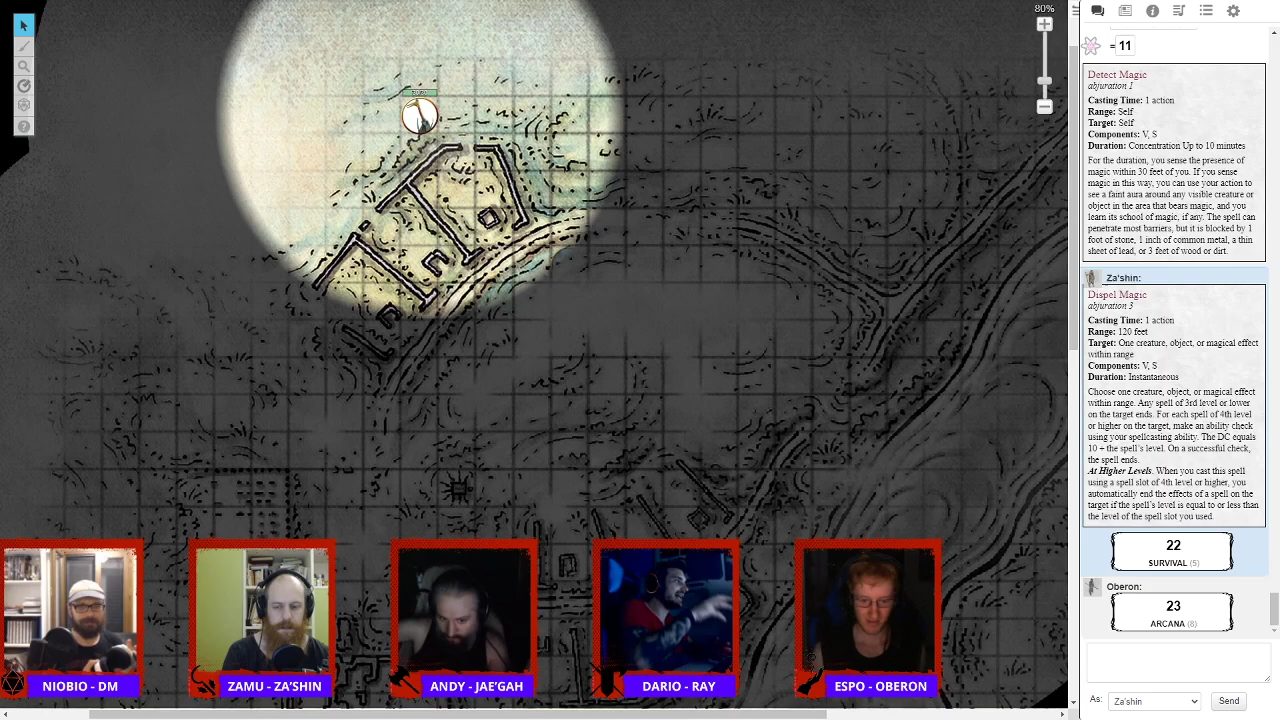 80%
= 11
Detect Magic
abjuration 1
Casting Time: 1 action
Range: Self
Target: Self
Components: V, S
Duration: Concentration Up to 10 minutes
For the duration, you sense the presence of
magic within 30 feet of you. If you sense
magic in this way, you can use your action to
see a faint aura around any visible creature or
object in the area that bears magic, and you
learn its school of magic, if any. The spell can
penetrate most barriers, but it is blocked by 1
foot of stone, 1 inch of common metal, a thin
sheet of lead, or 3 feet of wood or dirt.
Za'shin:
Dispel Magic
abjuration 3
Casting Time: 1 action
Range: 120 feet
Target: One creature, object, or magical effect
within range
Components: V, S
Duration: Instantaneous
Choose one creature, object, or magical effect
within range. Any spell of 3rd level or lower
on the target ends. For each spell of 4th level
or higher on the target, make an ability check
using your spellcasting ability. The DC equals
10 + the spell's level. On a successful check,
the spell ends.
At Higher Levels. When you cast this spell
using a spell slot of 4th level or higher, you
automatically end the effects of a spell on the
target if the spell's level is equal to or less than
the level of the spell slot you used.
22
SURVIVAL (5)
Oberon:
23
ARCANA (8)
As: Za'shin Send
NIOBIO - DM
ZAMU - ZA'SHIN
ANDY - JAE'GAH
DARIO - RAY
ESPO - OBERON